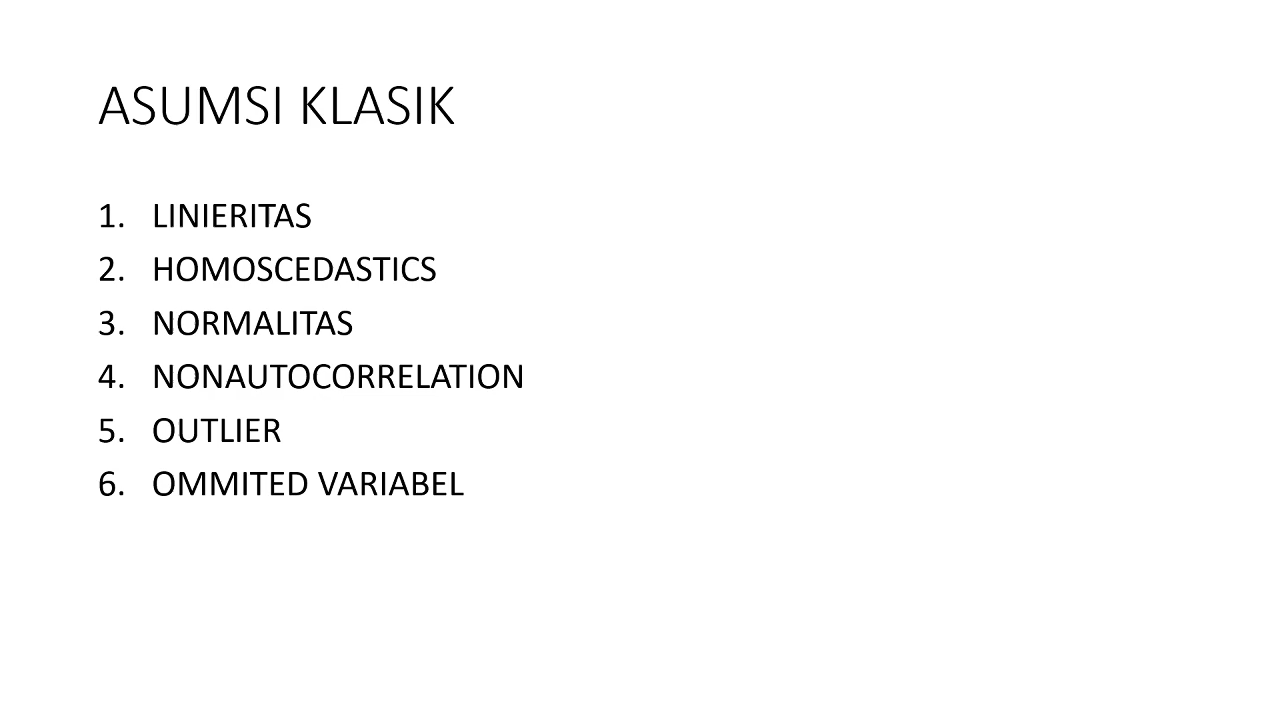 ASUMSI KLASIK
1. LINIERITAS
2. HOMOSCEDASTICS
3. NORMALITAS
4. NONAUTOCORRELATION
5. OUTLIER
6. OMMITED VARIABEL